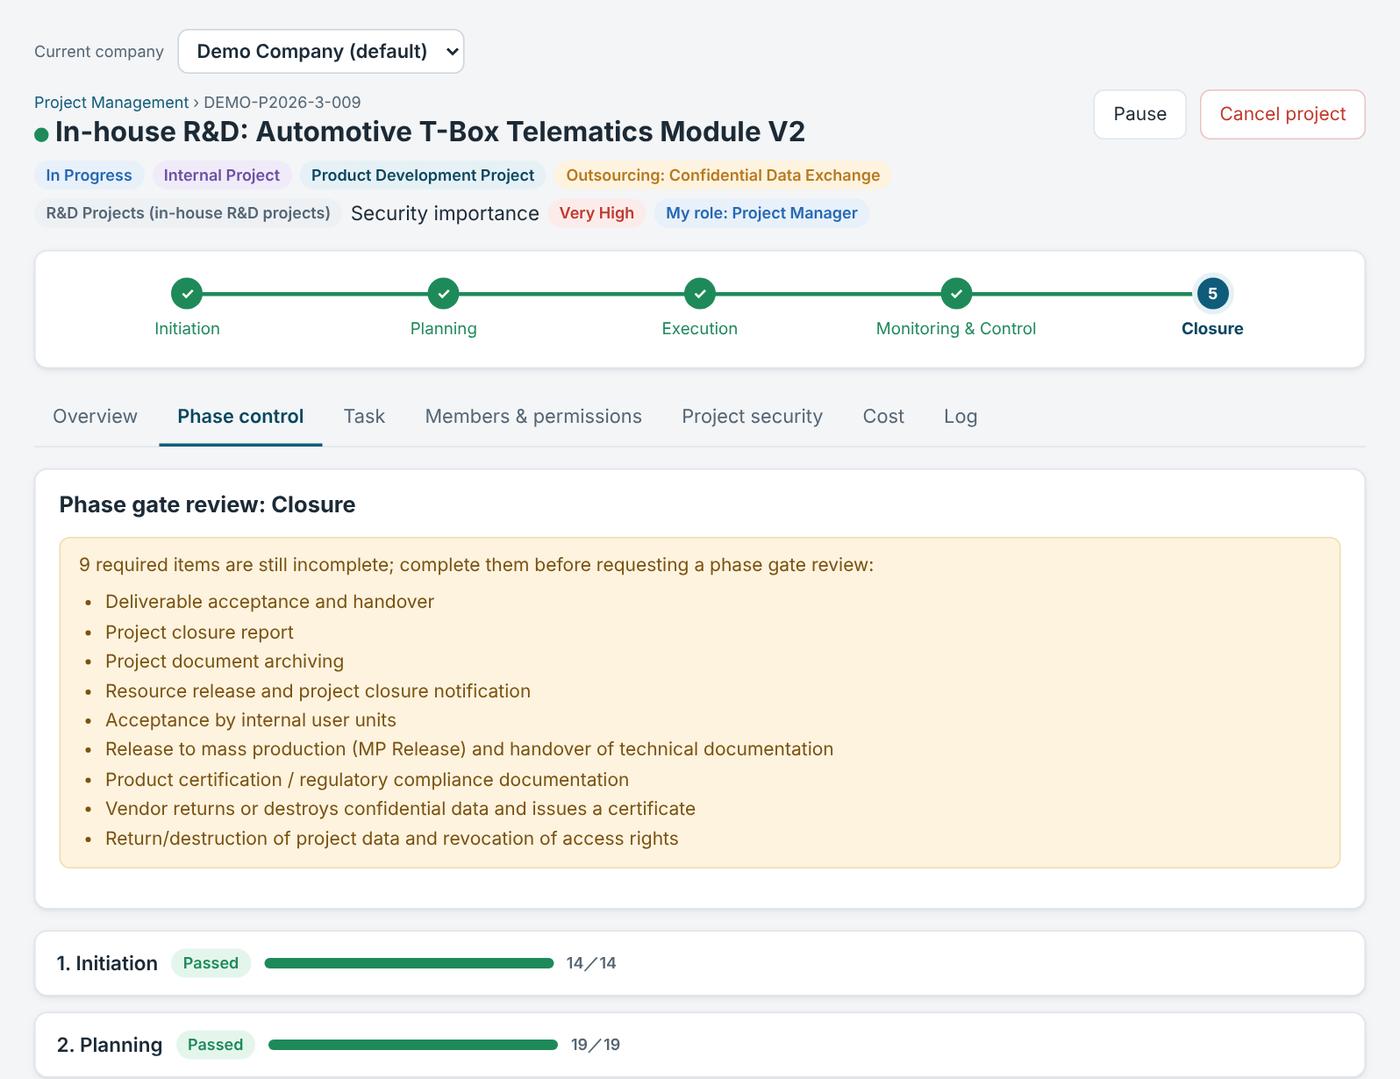 Current company Demo Company (default)
Project Management › DEMO-P2026-3-009
In-house R&D: Automotive T-Box Telematics Module V2
Pause Cancel project
In Progress Internal Project Product Development Project Outsourcing: Confidential Data Exchange
R&D Projects (in-house R&D projects) Security importance Very High My role: Project Manager
5
Initiation Planning Execution Monitoring & Control Closure
Overview Phase control Task Members & permissions Project security Cost Log
Phase gate review: Closure
9 required items are still incomplete; complete them before requesting a phase gate review:
• Deliverable acceptance and handover
• Project closure report
• Project document archiving
• Resource release and project closure notification
• Acceptance by internal user units
• Release to mass production (MP Release) and handover of technical documentation
• Product certification / regulatory compliance documentation
• Vendor returns or destroys confidential data and issues a certificate
• Return/destruction of project data and revocation of access rights
1. Initiation Passed 14／14
2. Planning Passed 19／19